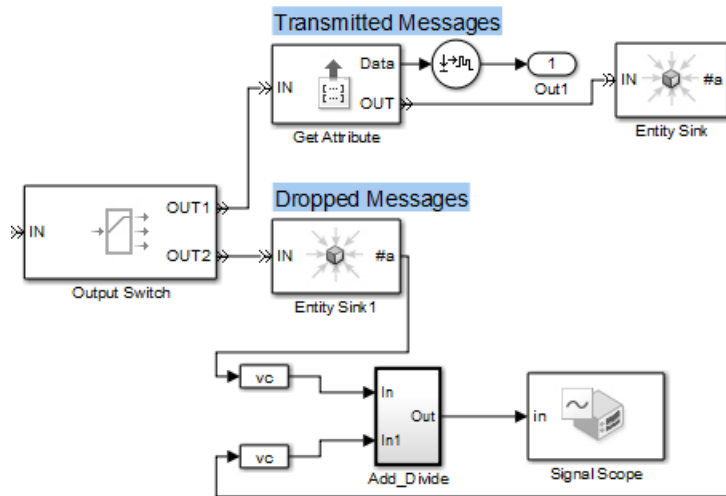 Transmitted Messages
Data
1
IN
OUT
Out1
IN
#a
Get Attribute
Entity Sink
Dropped Messages
OUT1
IN
OUT2
IN
#a
Output Switch
Entity Sink1
vc
In
Out
in
In1
vc
Add_Divide
Signal Scope